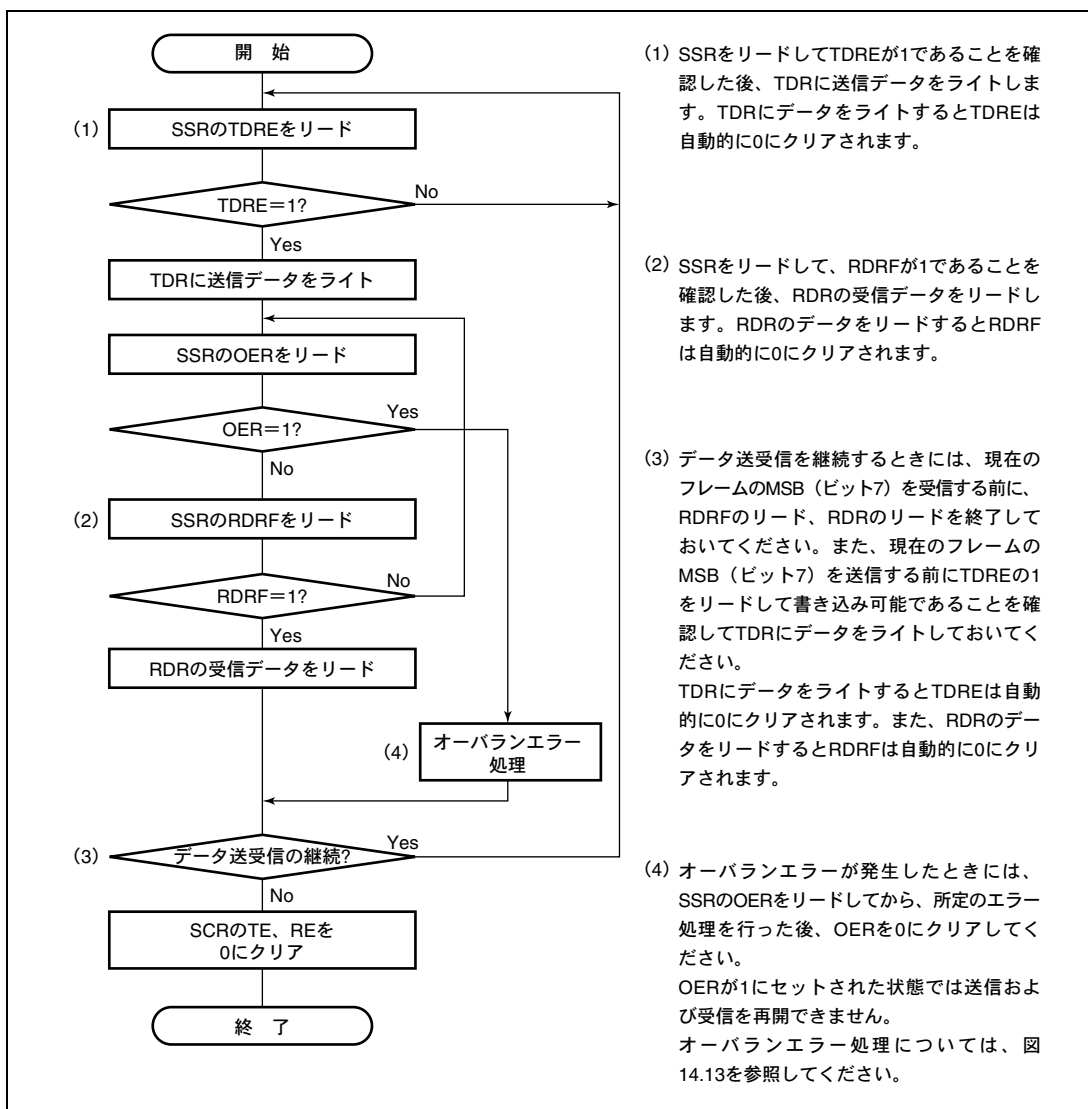 開 始
(1)
SSRのTDREをリード
TDRE＝1?
No
Yes
TDRに送信データをライト
SSRのOERをリード
OER＝1?
Yes
No
(2)
SSRのRDRFをリード
RDRF＝1?
No
Yes
RDRの受信データをリード
(4)
オーバランエラー
処理
(3)
データ送受信の継続?
Yes
No
SCRのTE、REを
0にクリア
終 了
(1) SSRをリードしてTDREが1であることを確
認した後、TDRに送信データをライトしま
す。TDRにデータをライトするとTDREは
自動的に0にクリアされます。
(2) SSRをリードして、RDRFが1であることを
確認した後、RDRの受信データをリードし
ます。RDRのデータをリードするとRDRF
は自動的に0にクリアされます。
(3) データ送受信を継続するときには、現在の
フレームのMSB（ビット7）を受信する前に、
RDRFのリード、RDRのリードを終了して
おいてください。また、現在のフレームの
MSB（ビット7）を送信する前にTDREの1
をリードして書き込み可能であることを確
認してTDRにデータをライトしておいてく
ださい。
TDRにデータをライトするとTDREは自動
的に0にクリアされます。また、RDRのデー
タをリードするとRDRFは自動的に0にクリ
アされます。
(4) オーバランエラーが発生したときには、
SSRのOERをリードしてから、所定のエラー
処理を行った後、OERを0にクリアしてく
ださい。
OERが1にセットされた状態では送信およ
び受信を再開できません。
オーバランエラー処理については、図
14.13を参照してください。